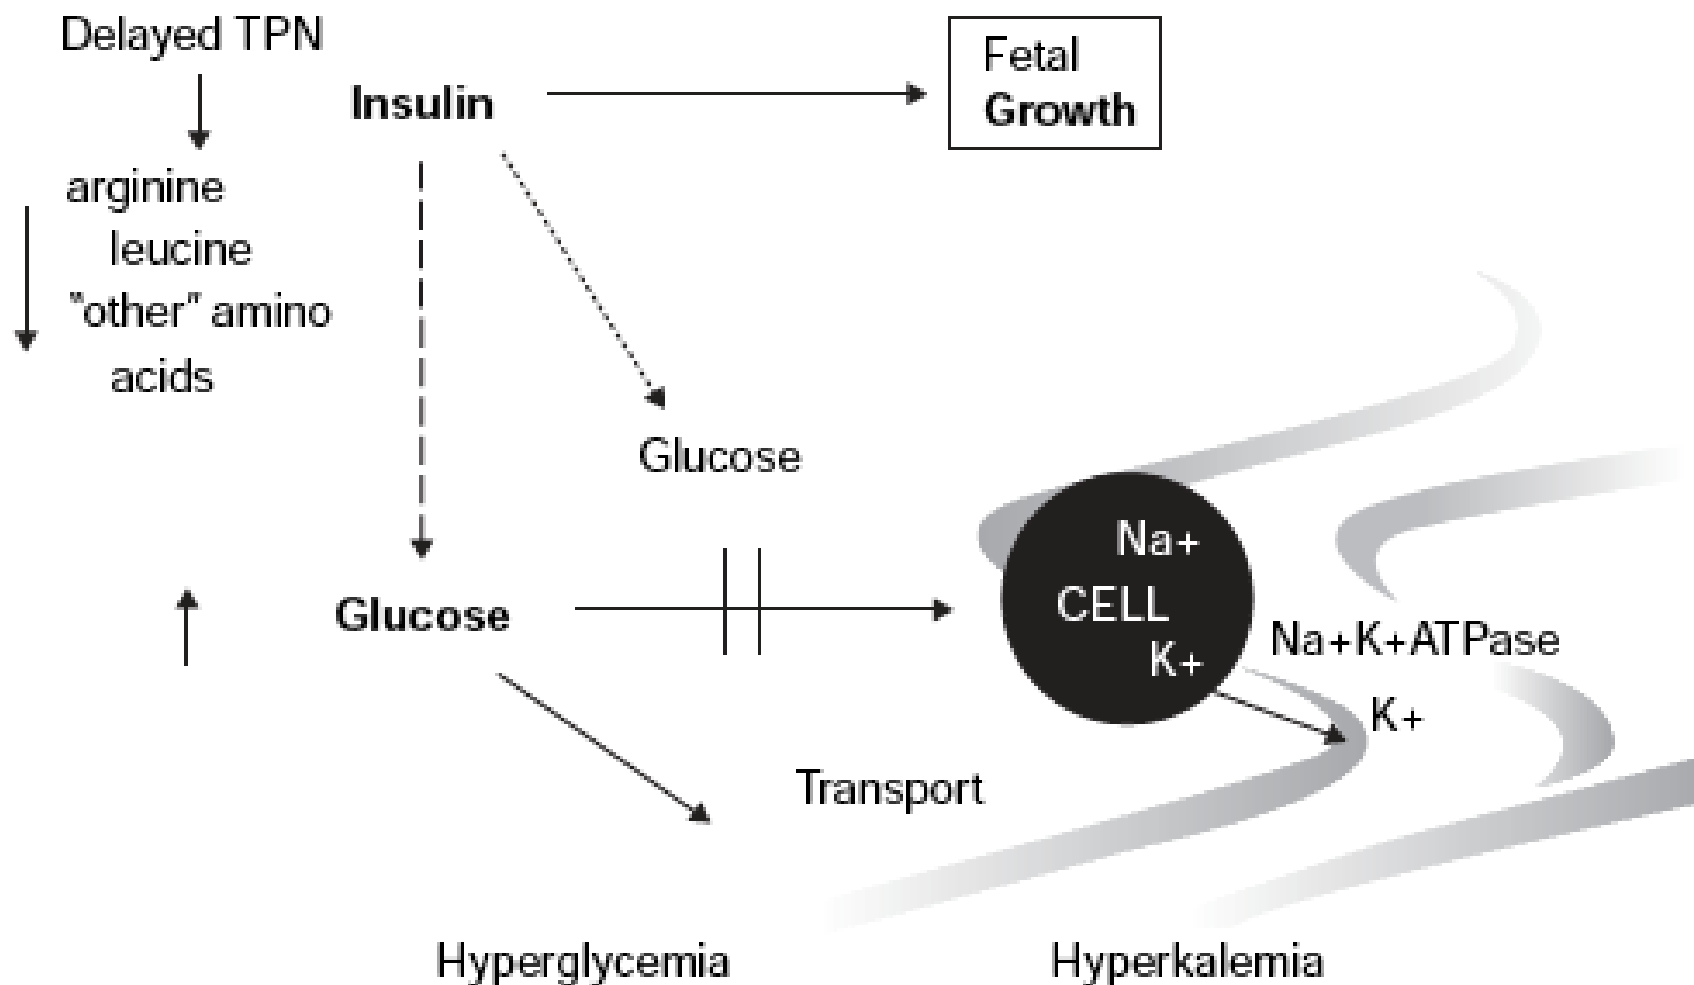 Delayed TPN
Insulin
Fetal
Growth
arginine
leucine
"other" amino
acids
Glucose
Glucose
Na+
CELL
K+
Na+K+ATPase
K+
Transport
Hyperglycemia
Hyperkalemia